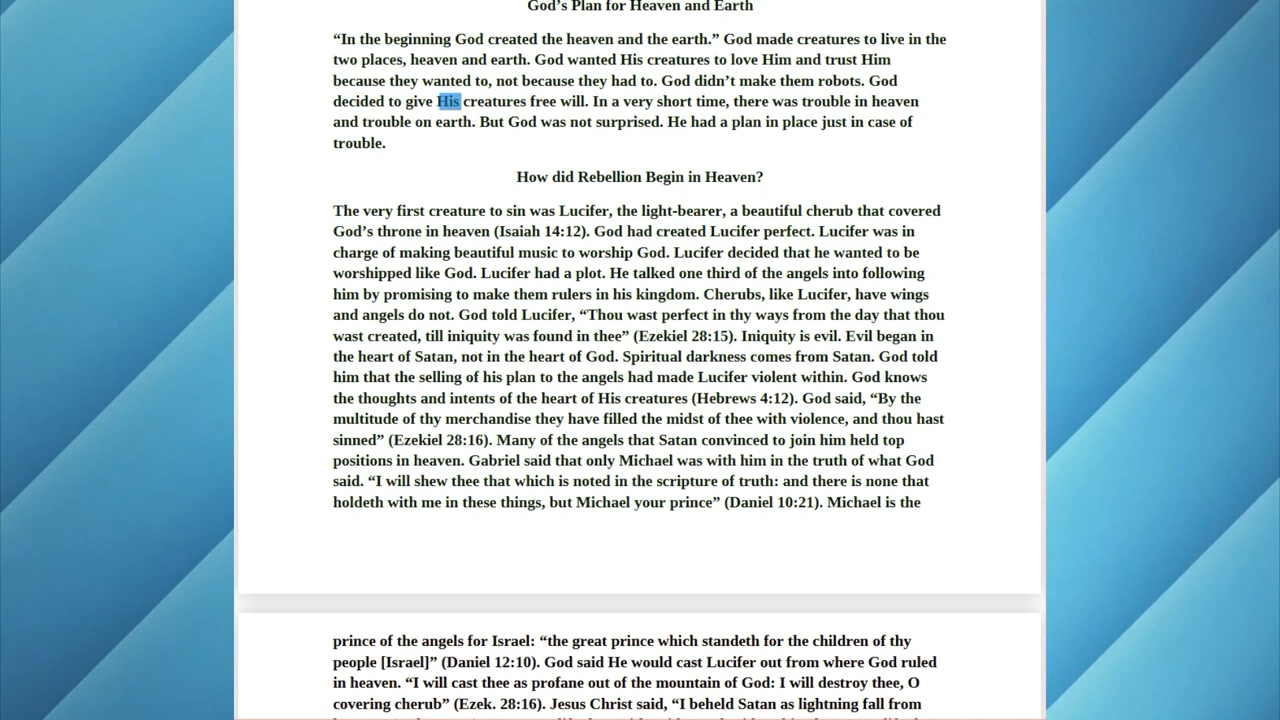 God’s Plan for Heaven and Earth
“In the beginning God created the heaven and the earth.” God made creatures to live in the
two places, heaven and earth. God wanted His creatures to love Him and trust Him
because they wanted to, not because they had to. God didn’t make them robots. God
decided to give His creatures free will. In a very short time, there was trouble in heaven
and trouble on earth. But God was not surprised. He had a plan in place just in case of
trouble.
How did Rebellion Begin in Heaven?
The very first creature to sin was Lucifer, the light-bearer, a beautiful cherub that covered
God’s throne in heaven (Isaiah 14:12). God had created Lucifer perfect. Lucifer was in
charge of making beautiful music to worship God. Lucifer decided that he wanted to be
worshipped like God. Lucifer had a plot. He talked one third of the angels into following
him by promising to make them rulers in his kingdom. Cherubs, like Lucifer, have wings
and angels do not. God told Lucifer, “Thou wast perfect in thy ways from the day that thou
wast created, till iniquity was found in thee” (Ezekiel 28:15). Iniquity is evil. Evil began in
the heart of Satan, not in the heart of God. Spiritual darkness comes from Satan. God told
him that the selling of his plan to the angels had made Lucifer violent within. God knows
the thoughts and intents of the heart of His creatures (Hebrews 4:12). God said, “By the
multitude of thy merchandise they have filled the midst of thee with violence, and thou hast
sinned” (Ezekiel 28:16). Many of the angels that Satan convinced to join him held top
positions in heaven. Gabriel said that only Michael was with him in the truth of what God
said. “I will shew thee that which is noted in the scripture of truth: and there is none that
holdeth with me in these things, but Michael your prince” (Daniel 10:21). Michael is the
prince of the angels for Israel: “the great prince which standeth for the children of thy
people [Israel]” (Daniel 12:10). God said He would cast Lucifer out from where God ruled
in heaven. “I will cast thee as profane out of the mountain of God: I will destroy thee, O
covering cherub” (Ezek. 28:16). Jesus Christ said, “I beheld Satan as lightning fall from